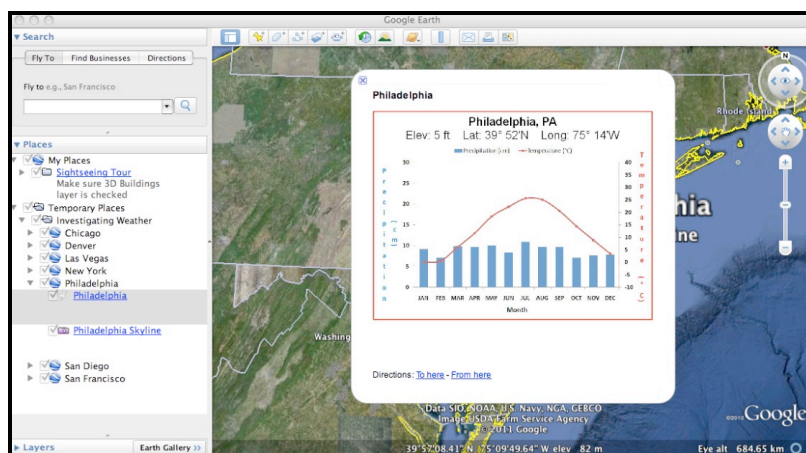 Google Earth
Search
Fly To Find Businesses Directions
Fly to e.g., San Francisco
Places
My Places
Sightseeing Tour
Make sure 3D Buildings
layer is checked
Temporary Places
Investigating Weather
Chicago
Denver
Las Vegas
New York
Philadelphia
Philadelphia
Philadelphia Skyline
San Diego
San Francisco
Layers
Earth Gallery >>
Philadelphia
Philadelphia, PA
Elev: 5 ft Lat: 39° 52'N Long: 75° 14'W
Precipitation (cm) Temperature (°C)
Precipitation (cm)
30
25
20
15
10
5
0
40
35
30
25
20
15
10
5
0
-5
-10
Temperature (°C)
JAN FEB MAR APR MAY JUN JUL AUG SEP OCT NOV DEC
Month
Directions: To here - From here
N
Rhode Island
hia
ne
Washing
Data SIO, NOAA, U.S. Navy, NGA, GEBCO
Image USDA Farm Service Agency
© 2011 Google
©2010 Google
39°57'08.41" N 75°09'49.64" W elev 82 m
Eye alt 684.65 km